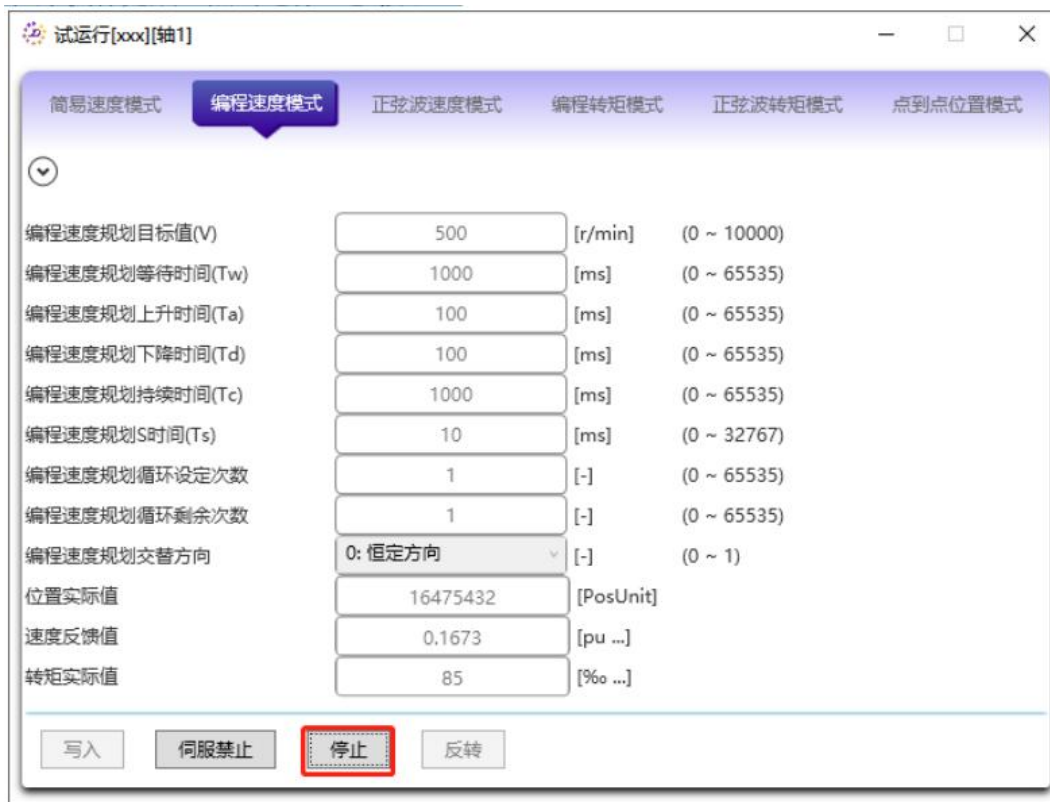 试运行[xxx][轴1]
简易速度模式 编程速度模式 正弦波速度模式 编程转矩模式 正弦波转矩模式 点到点位置模式
编程速度规划目标值(V) 500 [r/min] (0 ~ 10000)
编程速度规划等待时间(Tw) 1000 [ms] (0 ~ 65535)
编程速度规划上升时间(Ta) 100 [ms] (0 ~ 65535)
编程速度规划下降时间(Td) 100 [ms] (0 ~ 65535)
编程速度规划持续时间(Tc) 1000 [ms] (0 ~ 65535)
编程速度规划S时间(Ts) 10 [ms] (0 ~ 32767)
编程速度规划循环设定次数 1 [-] (0 ~ 65535)
编程速度规划循环剩余次数 1 [-] (0 ~ 65535)
编程速度规划交替方向 0: 恒定方向 [-] (0 ~ 1)
位置实际值 16475432 [PosUnit]
速度反馈值 0.1673 [pu ...]
转矩实际值 85 [‰ ...]
写入 伺服禁止 停止 反转